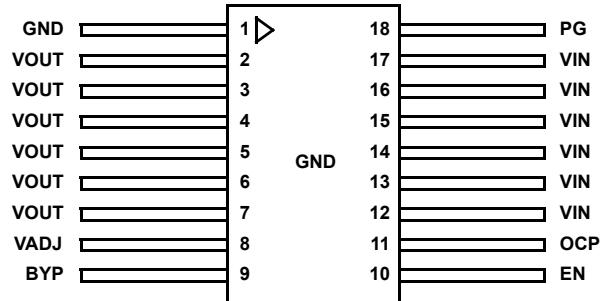 GND 1 18 PG
VOUT 2 17 VIN
VOUT 3 16 VIN
VOUT 4 15 VIN
VOUT 5 14 VIN
GND
VOUT 6 13 VIN
VOUT 7 12 VIN
VADJ 8 11 OCP
BYP 9 10 EN